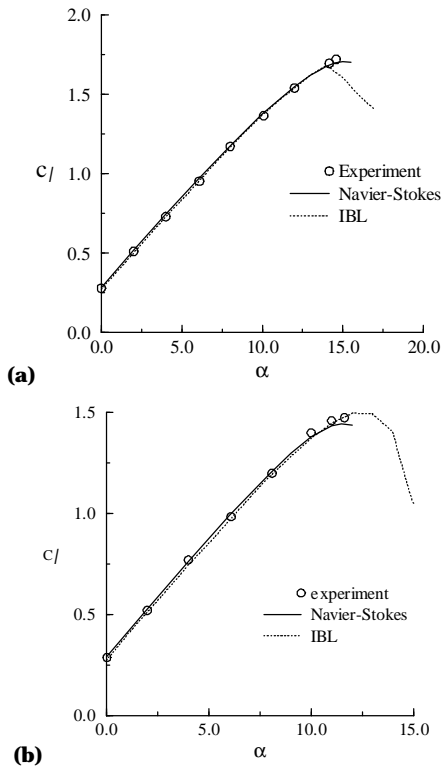 2.0
1.5
1.0
0.5
0.0
cl
Experiment
Navier-Stokes
IBL
0.0 5.0 10.0 15.0 20.0
α
(a)
1.5
1.0
0.5
0.0
cl
experiment
Navier-Stokes
IBL
0.0 5.0 10.0 15.0
α
(b)